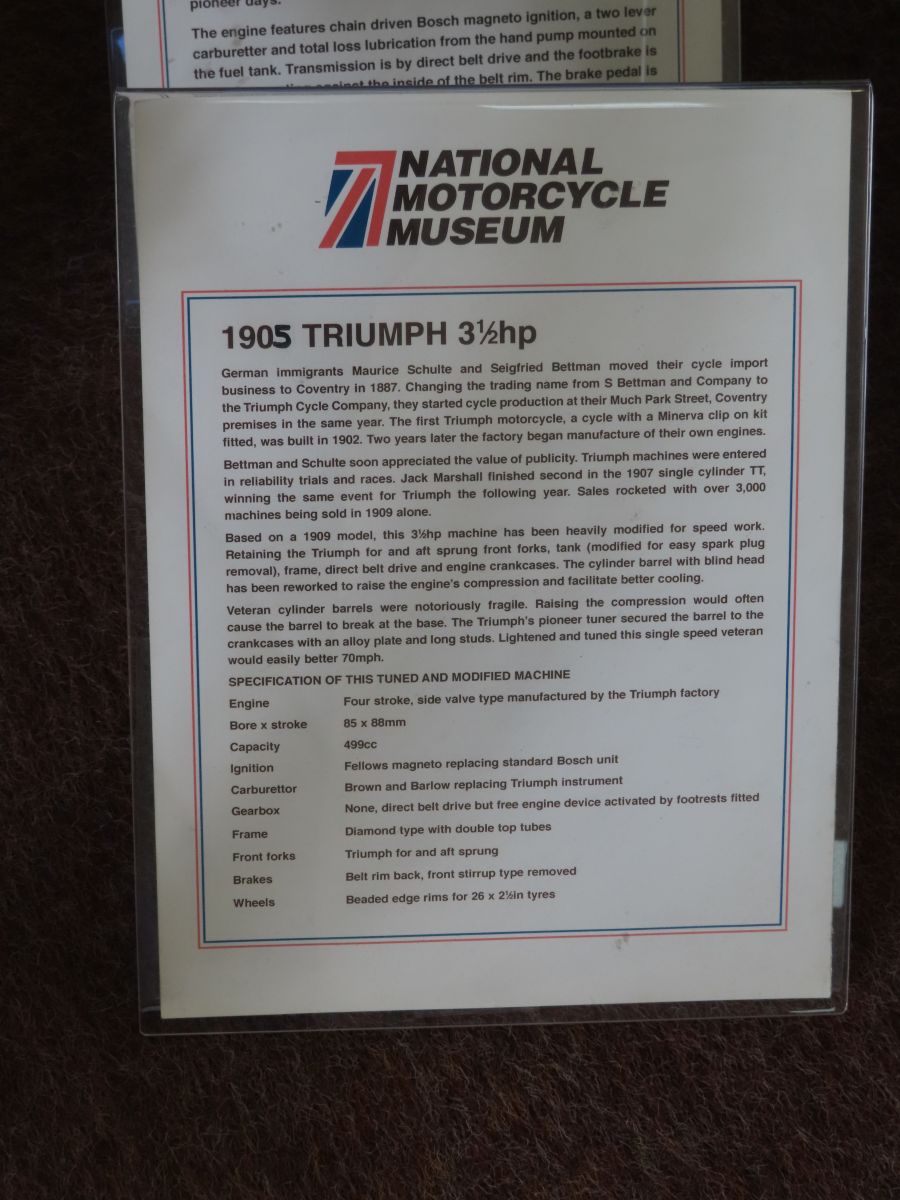 pioneer days.
The engine features chain driven Bosch magneto ignition, a two lever
carburetter and total loss lubrication from the hand pump mounted on
the fuel tank. Transmission is by direct belt drive and the footbrake is
against the inside of the belt rim. The brake pedal is
NATIONAL
MOTORCYCLE
MUSEUM
1905 TRIUMPH 3½hp
German immigrants Maurice Schulte and Seigfried Bettman moved their cycle import
business to Coventry in 1887. Changing the trading name from S Bettman and Company to
the Triumph Cycle Company, they started cycle production at their Much Park Street, Coventry
premises in the same year. The first Triumph motorcycle, a cycle with a Minerva clip on kit
fitted, was built in 1902. Two years later the factory began manufacture of their own engines.
Bettman and Schulte soon appreciated the value of publicity. Triumph machines were entered
in reliability trials and races. Jack Marshall finished second in the 1907 single cylinder TT,
winning the same event for Triumph the following year. Sales rocketed with over 3,000
machines being sold in 1909 alone.
Based on a 1909 model, this 3½hp machine has been heavily modified for speed work.
Retaining the Triumph for and aft sprung front forks, tank (modified for easy spark plug
removal), frame, direct belt drive and engine crankcases. The cylinder barrel with blind head
has been reworked to raise the engine's compression and facilitate better cooling.
Veteran cylinder barrels were notoriously fragile. Raising the compression would often
cause the barrel to break at the base. The Triumph's pioneer tuner secured the barrel to the
crankcases with an alloy plate and long studs. Lightened and tuned this single speed veteran
would easily better 70mph.
SPECIFICATION OF THIS TUNED AND MODIFIED MACHINE
Engine Four stroke, side valve type manufactured by the Triumph factory
Bore x stroke 85 x 88mm
Capacity 499cc
Ignition Fellows magneto replacing standard Bosch unit
Carburettor Brown and Barlow replacing Triumph instrument
Gearbox None, direct belt drive but free engine device activated by footrests fitted
Frame Diamond type with double top tubes
Front forks Triumph for and aft sprung
Brakes Belt rim back, front stirrup type removed
Wheels Beaded edge rims for 26 x 2½in tyres